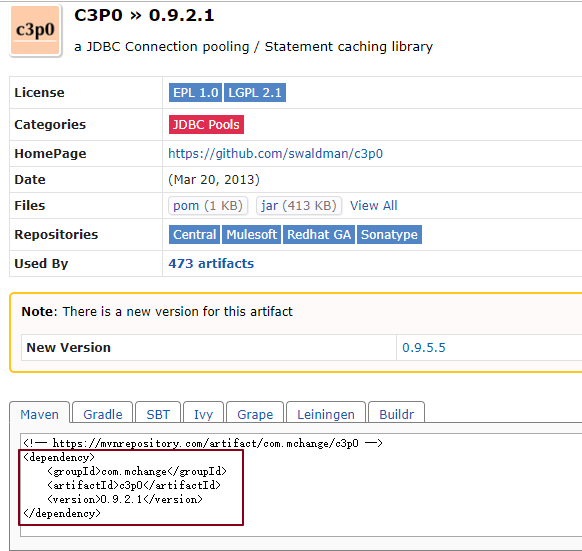 c3p0
C3P0 » 0.9.2.1
a JDBC Connection pooling / Statement caching library
License EPL 1.0 LGPL 2.1
Categories JDBC Pools
HomePage https://github.com/swaldman/c3p0
Date (Mar 20, 2013)
Files pom (1 KB) jar (413 KB) View All
Repositories Central Mulesoft Redhat GA Sonatype
Used By 473 artifacts
Note: There is a new version for this artifact
New Version 0.9.5.5
Maven Gradle SBT Ivy Grape Leiningen Buildr
<!-- https://mvnrepository.com/artifact/com.mchange/c3p0 -->
<dependency>
<groupId>com.mchange</groupId>
<artifactId>c3p0</artifactId>
<version>0.9.2.1</version>
</dependency>